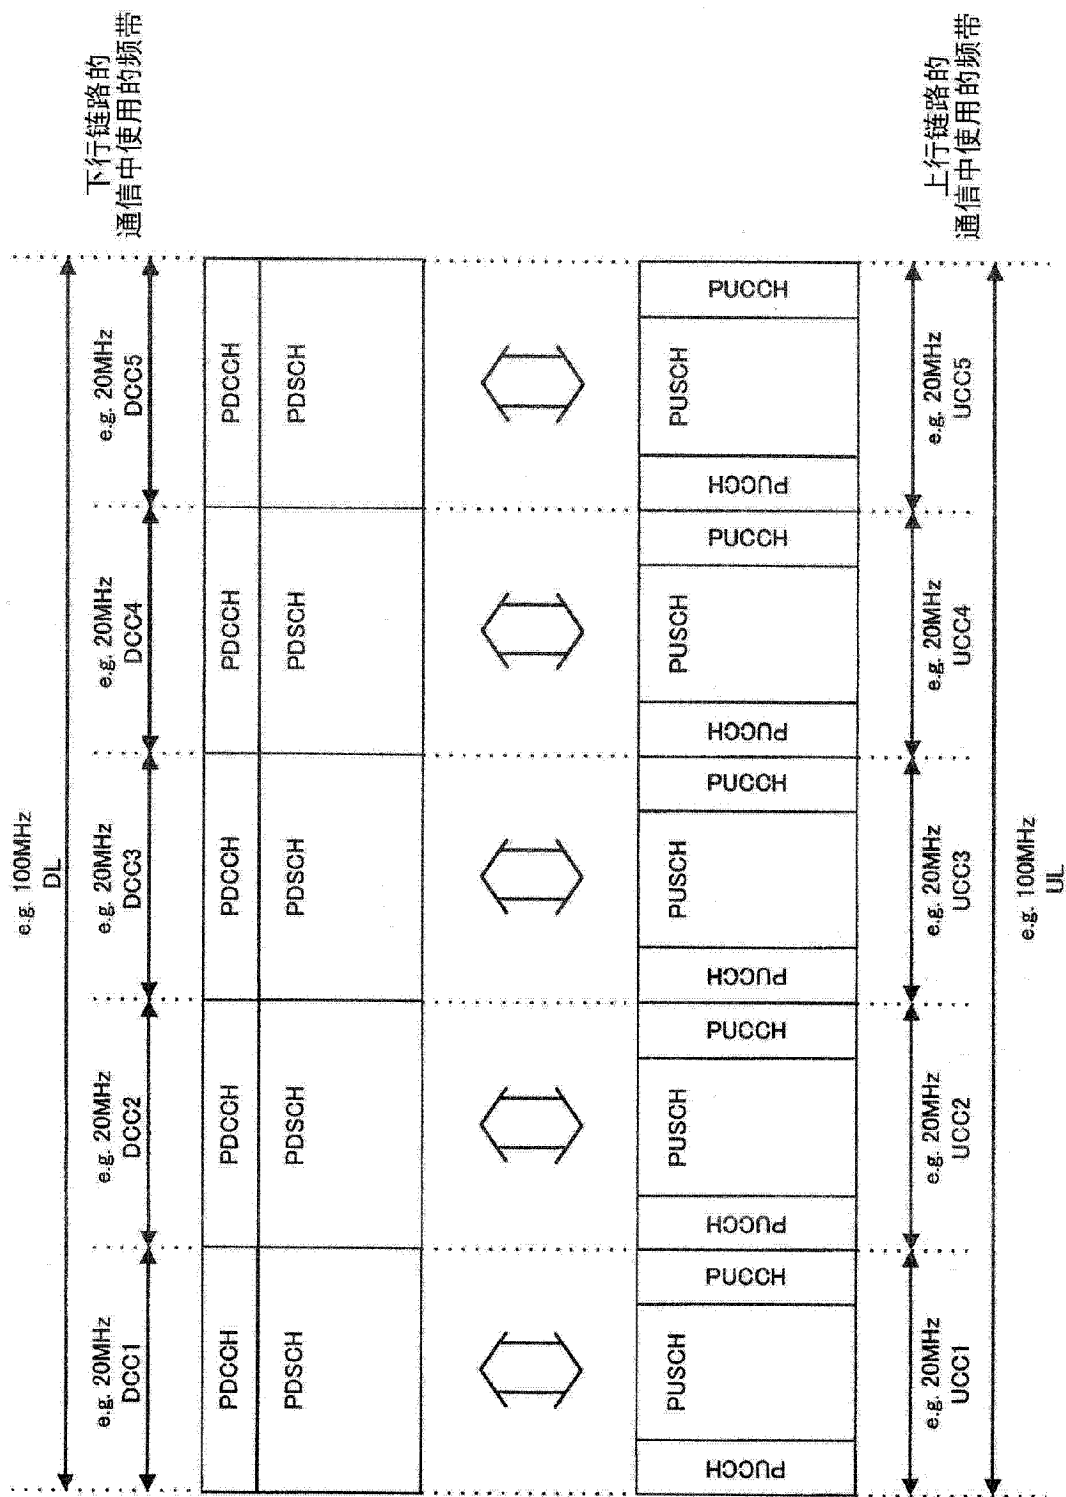 e.g. 100MHz
DL
下行链路的
通信中使用的频带
e.g. 20MHz
DCC1
e.g. 20MHz
DCC2
e.g. 20MHz
DCC3
e.g. 20MHz
DCC4
e.g. 20MHz
DCC5
PDCCH
PDCCH
PDCCH
PDCCH
PDCCH
PDSCH
PDSCH
PDSCH
PDSCH
PDSCH
PUCCH
PUSCH
PUCCH
PUCCH
PUSCH
PUCCH
PUCCH
PUSCH
PUCCH
PUCCH
PUSCH
PUCCH
PUCCH
PUSCH
PUCCH
e.g. 20MHz
UCC1
e.g. 20MHz
UCC2
e.g. 20MHz
UCC3
e.g. 20MHz
UCC4
e.g. 20MHz
UCC5
上行链路的
通信中使用的频带
e.g. 100MHz
UL